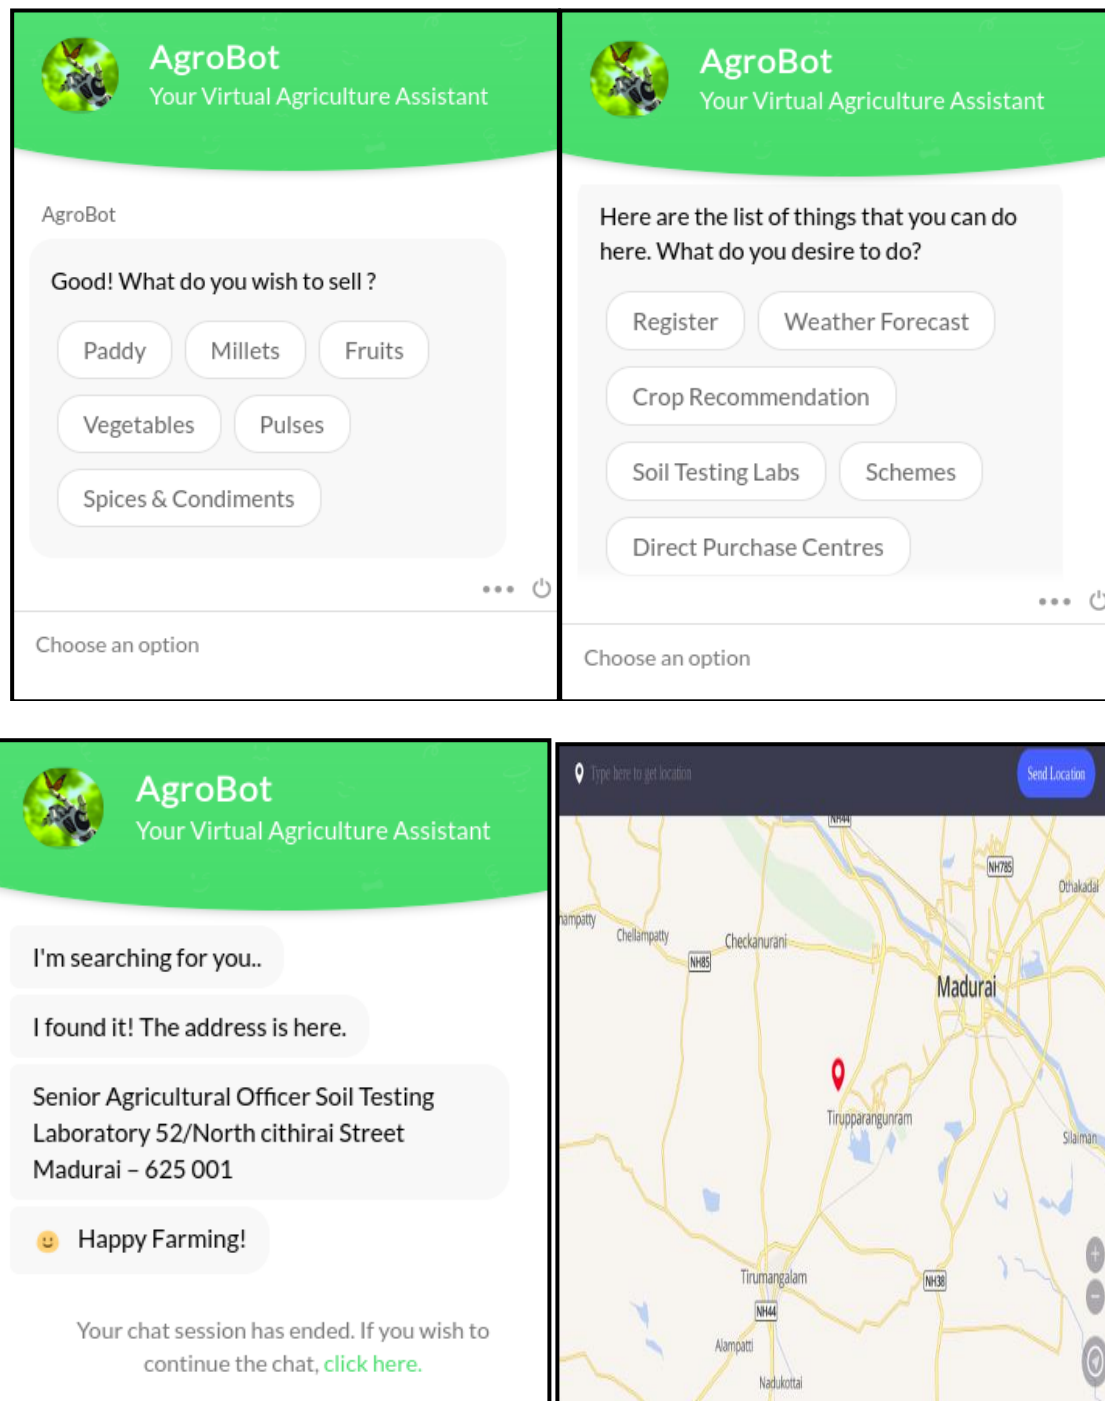 AgroBot
Your Virtual Agriculture Assistant
AgroBot
Good! What do you wish to sell ?
Paddy
Millets
Fruits
Vegetables
Pulses
Spices & Condiments
Choose an option
AgroBot
Your Virtual Agriculture Assistant
Here are the list of things that you can do
here. What do you desire to do?
Register
Weather Forecast
Crop Recommendation
Soil Testing Labs
Schemes
Direct Purchase Centres
Choose an option
AgroBot
Your Virtual Agriculture Assistant
I'm searching for you..
I found it! The address is here.
Senior Agricultural Officer Soil Testing
Laboratory 52/North cithirai Street
Madurai – 625 001
Happy Farming!
Your chat session has ended. If you wish to
continue the chat, click here.
Type here to get location
Send Location
NH44
NH785
Othakadai
hampatty
Chellampatty
Checkanurani
NH85
Madurai
Tirupparangunram
Silaiman
Tirumangalam
NH38
NH44
Alampatti
Nadukottai